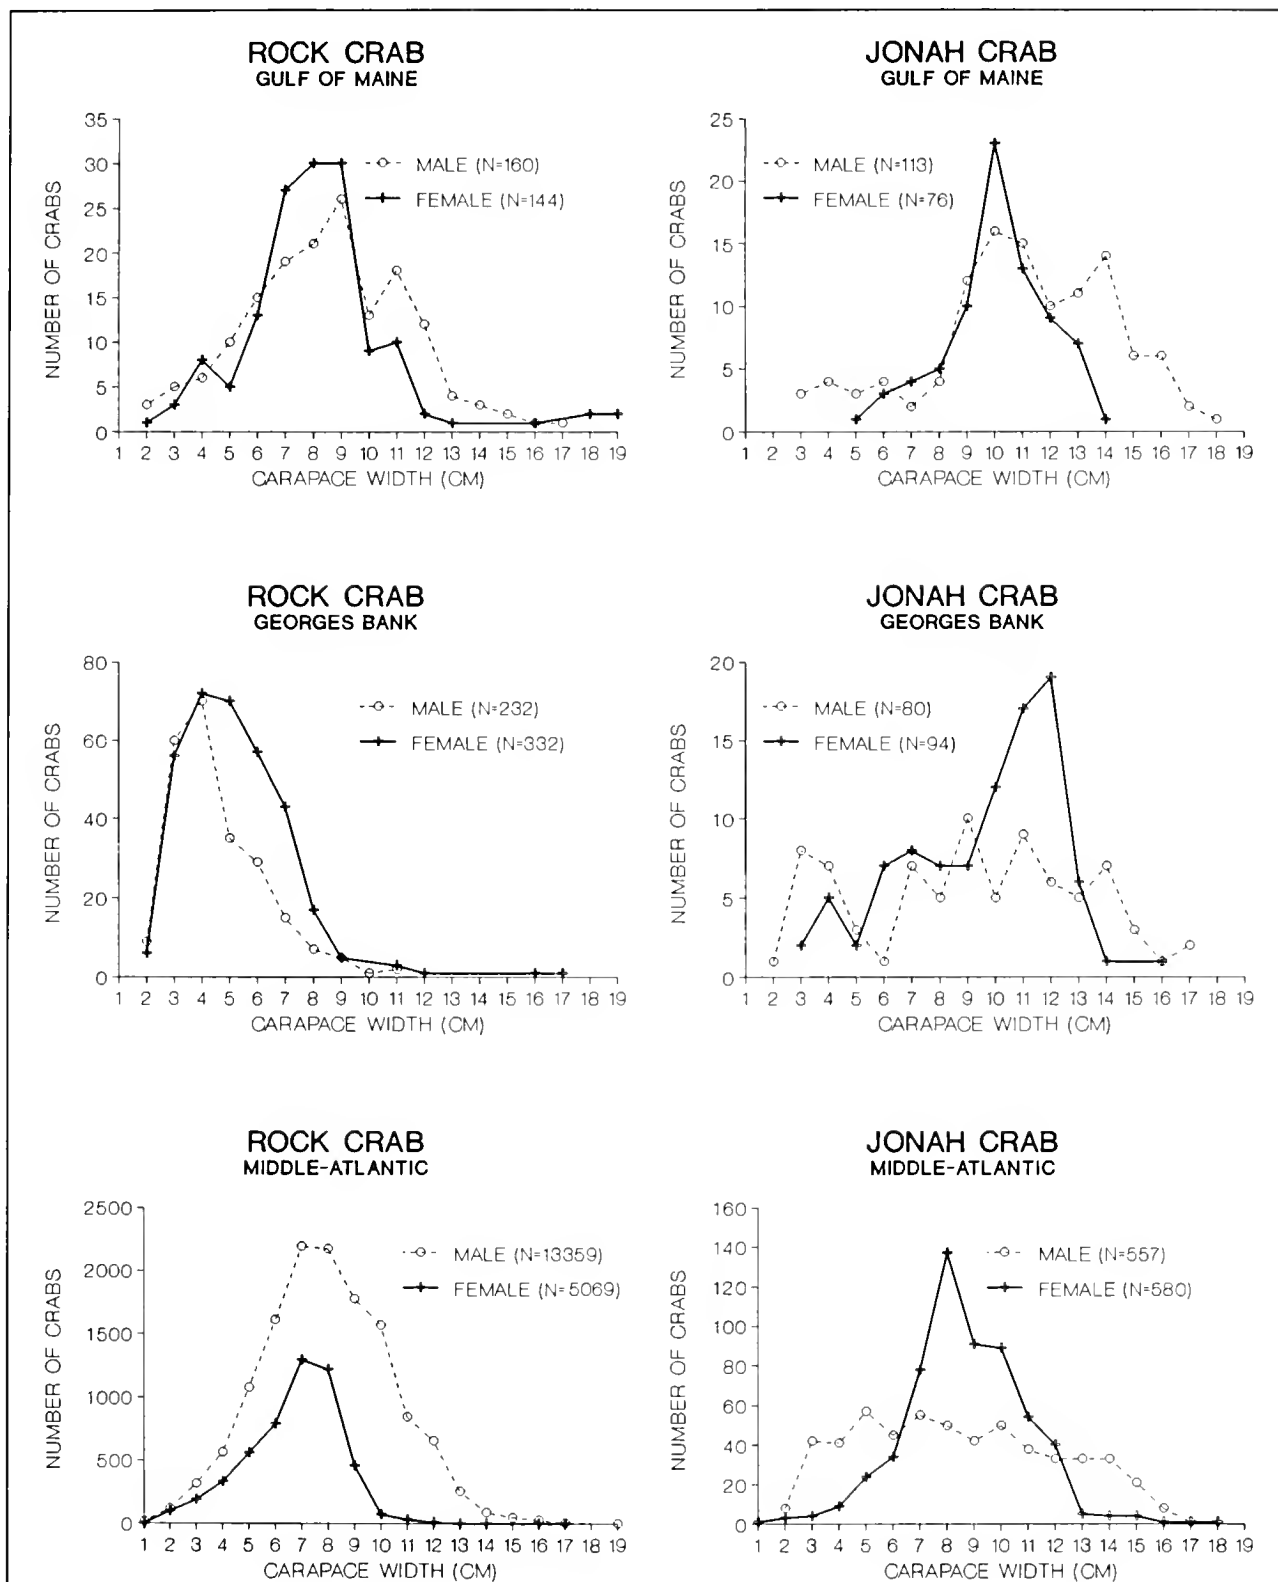 ROCK CRAB
GULF OF MAINE
35
30
25
20
15
10
5
0
NUMBER OF CRABS
MALE (N=160)
FEMALE (N=144)
1 2 3 4 5 6 7 8 9 10 11 12 13 14 15 16 17 18 19
CARAPACE WIDTH (CM)
JONAH CRAB
GULF OF MAINE
25
20
15
10
5
0
NUMBER OF CRABS
MALE (N=113)
FEMALE (N=76)
1 2 3 4 5 6 7 8 9 10 11 12 13 14 15 16 17 18 19
CARAPACE WIDTH (CM)
ROCK CRAB
GEORGES BANK
80
60
40
20
0
NUMBER OF CRABS
MALE (N=232)
FEMALE (N=332)
1 2 3 4 5 6 7 8 9 10 11 12 13 14 15 16 17 18 19
CARAPACE WIDTH (CM)
JONAH CRAB
GEORGES BANK
20
15
10
5
0
NUMBER OF CRABS
MALE (N=80)
FEMALE (N=94)
1 2 3 4 5 6 7 8 9 10 11 12 13 14 15 16 17 18 19
CARAPACE WIDTH (CM)
ROCK CRAB
MIDDLE-ATLANTIC
2500
2000
1500
1000
500
0
NUMBER OF CRABS
MALE (N=13359)
FEMALE (N=5069)
1 2 3 4 5 6 7 8 9 10 11 12 13 14 15 16 17 18 19
CARAPACE WIDTH (CM)
JONAH CRAB
MIDDLE-ATLANTIC
160
140
120
100
80
60
40
20
0
NUMBER OF CRABS
MALE (N=557)
FEMALE (N=580)
1 2 3 4 5 6 7 8 9 10 11 12 13 14 15 16 17 18 19
CARAPACE WIDTH (CM)